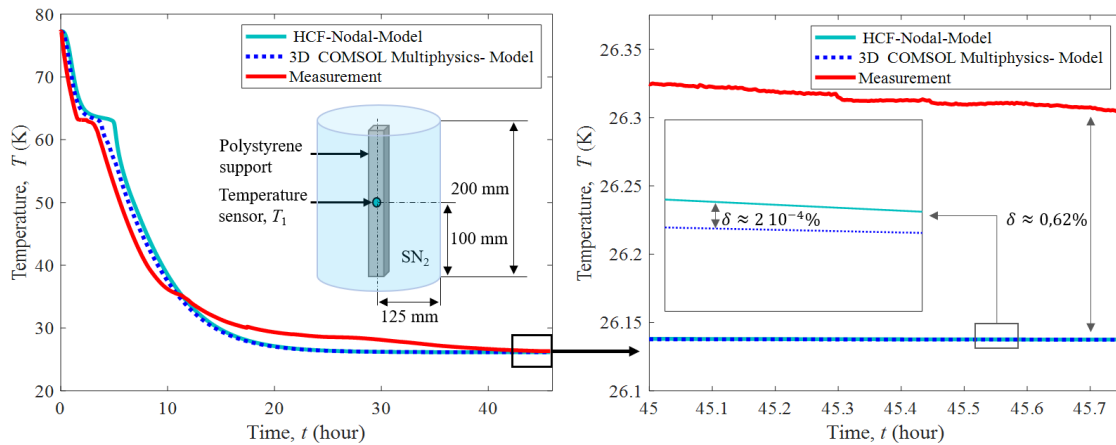 80
70
60
50
40
30
20
0
10
20
30
40
Temperature, T (K)
Time, t (hour)
HCF-Nodal-Model
3D COMSOL Multiphysics- Model
Measurement
Polystyrene
support
Temperature
sensor, T1
200 mm
100 mm
SN2
125 mm
26.35
26.3
26.25
26.2
26.15
26.1
45
45.1
45.2
45.3
45.4
45.5
45.6
45.7
Temperature, T (K)
Time, t (hour)
HCF-Nodal-Model
3D COMSOL Multiphysics- Model
Measurement
δ ≈ 2 10⁻⁴%
δ ≈ 0,62%